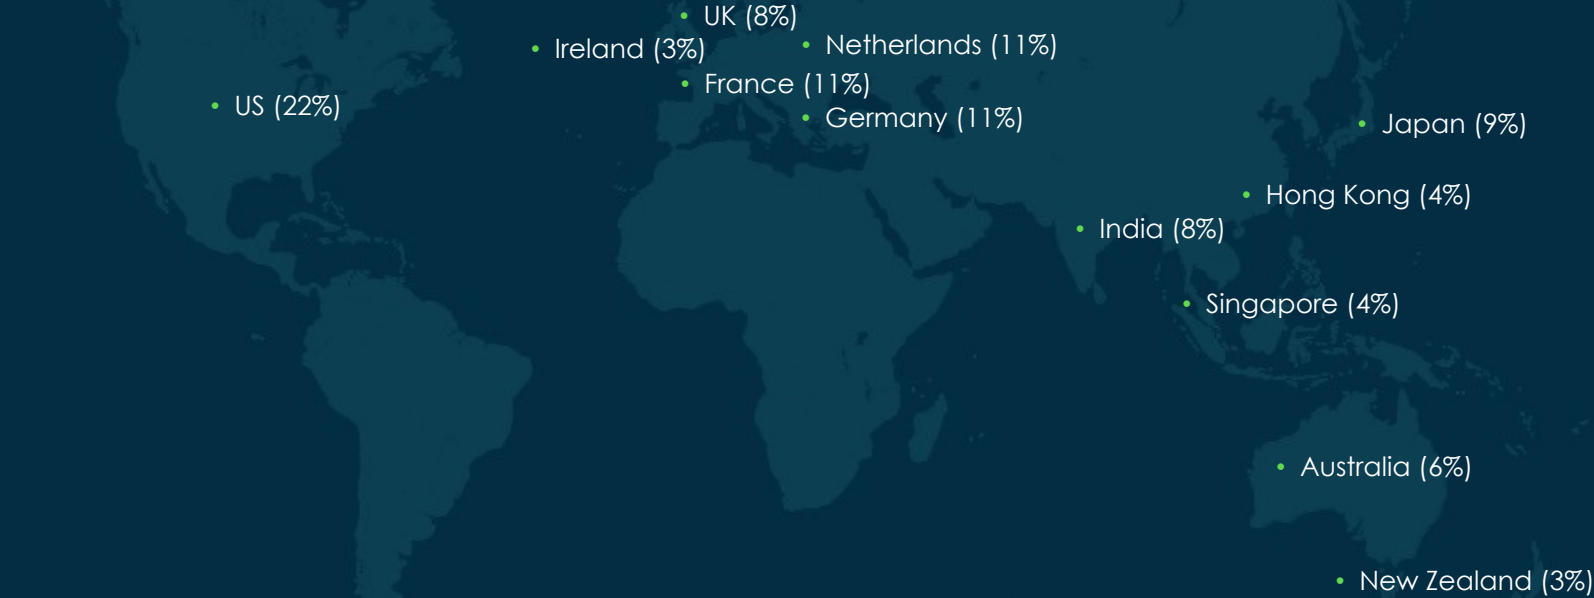 • UK (8%)
• Ireland (3%)
• Netherlands (11%)
• France (11%)
• US (22%)
• Germany (11%)
• Japan (9%)
• Hong Kong (4%)
• India (8%)
• Singapore (4%)
• Australia (6%)
• New Zealand (3%)